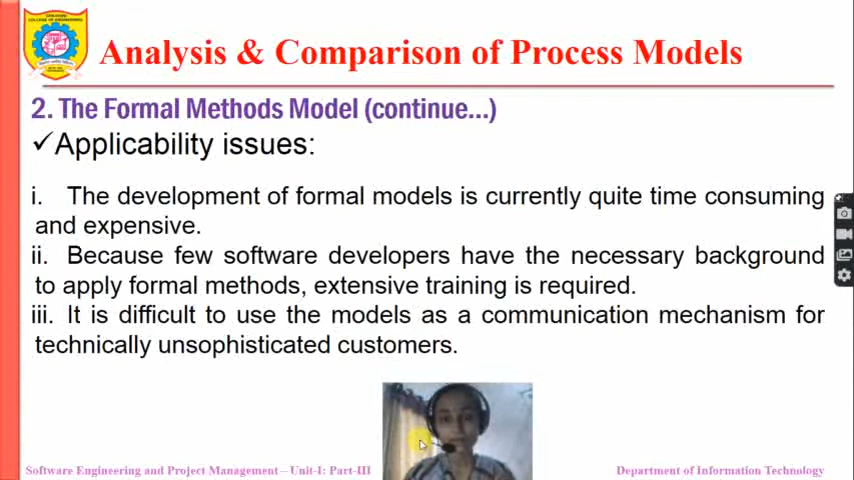 Analysis & Comparison of Process Models
2. The Formal Methods Model (continue...)
✓Applicability issues:
i. The development of formal models is currently quite time consuming
and expensive.
ii. Because few software developers have the necessary background
to apply formal methods, extensive training is required.
iii. It is difficult to use the models as a communication mechanism for
technically unsophisticated customers.
Software Engineering and Project Management – Unit-I: Part-III
Department of Information Technology